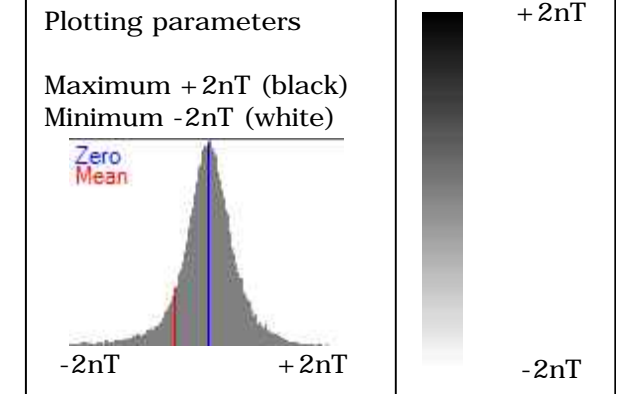 Plotting parameters
Maximum +2nT (black)
Minimum -2nT (white)
Zero
Mean
-2nT +2nT
+2nT
-2nT